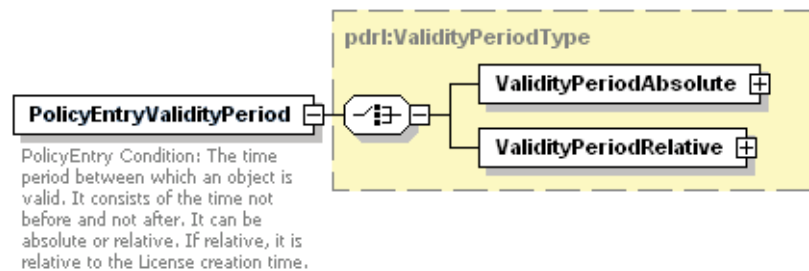 pdrl:ValidityPeriodType
ValidityPeriodAbsolute
PolicyEntryValidityPeriod
ValidityPeriodRelative
PolicyEntry Condition: The time
period between which an object is
valid. It consists of the time not
before and not after. It can be
absolute or relative. If relative, it is
relative to the License creation time.